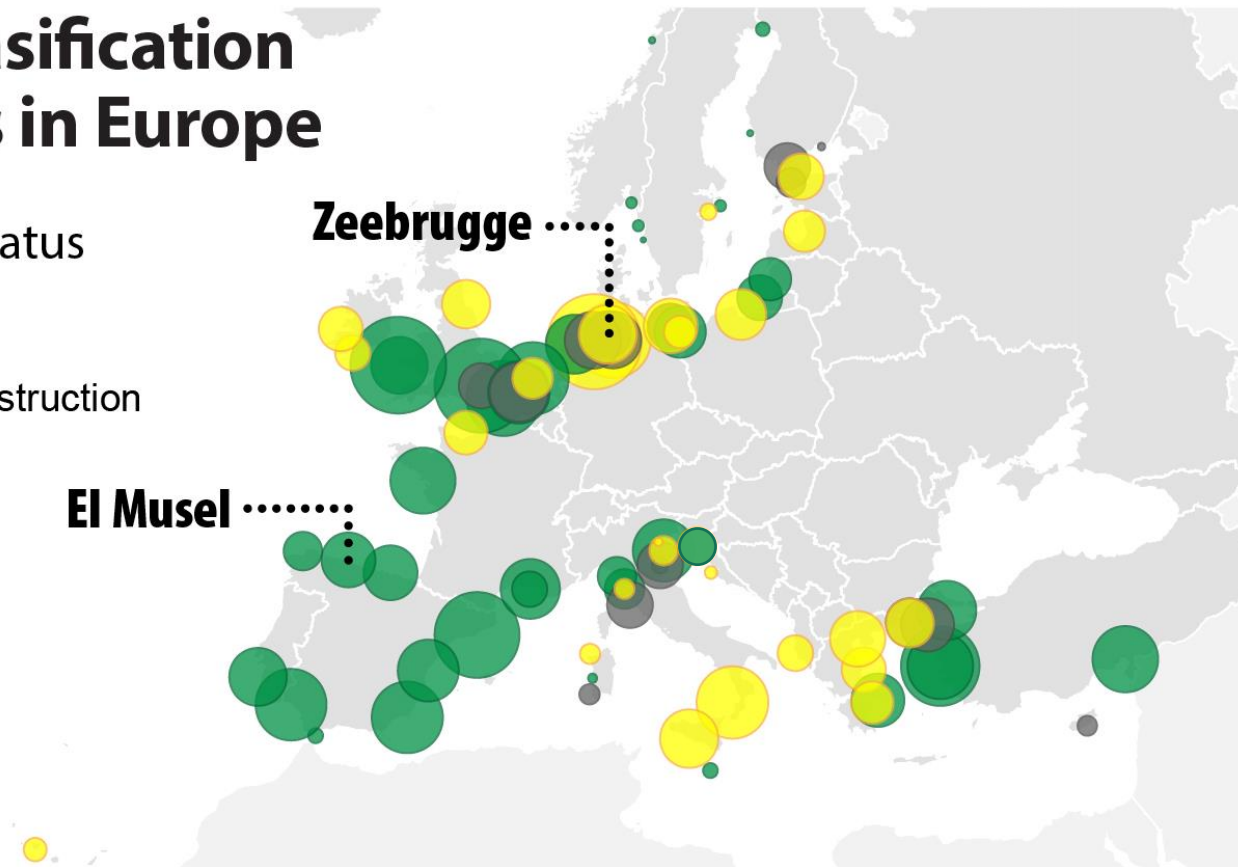 sification
s in Europe
Zeebrugge
atus
struction
El Musel